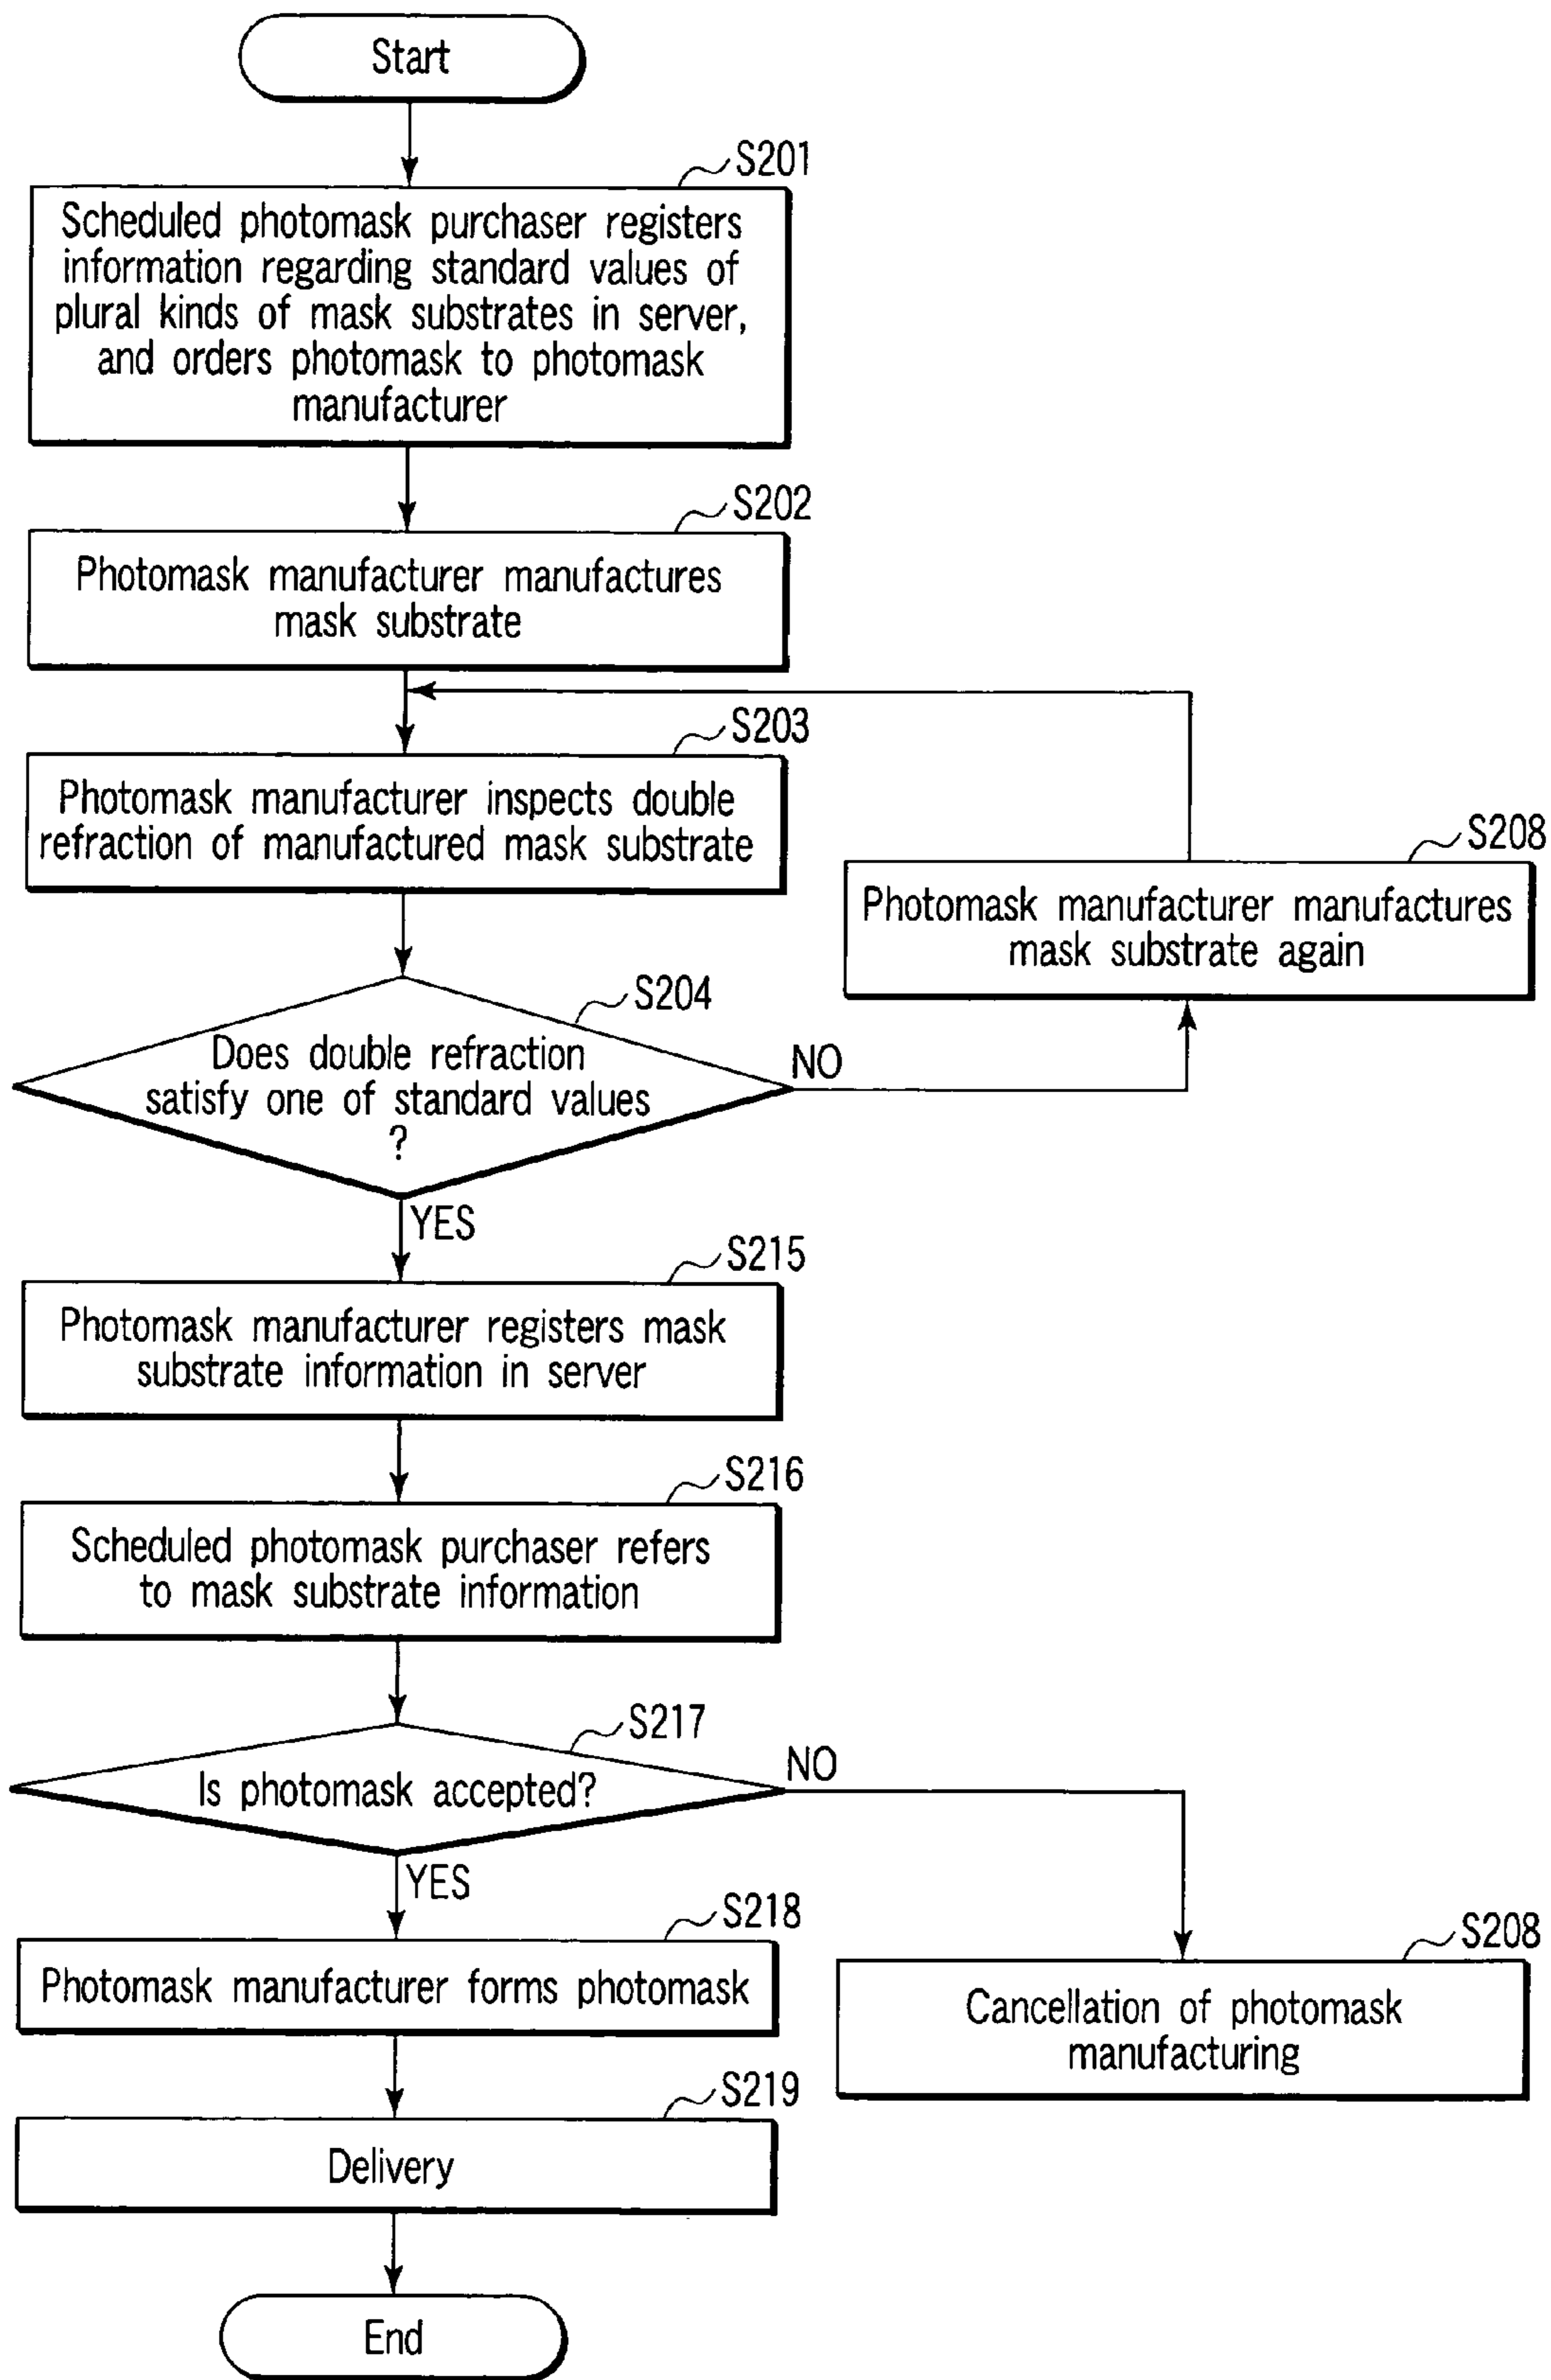 Start
S201
Scheduled photomask purchaser registers
information regarding standard values of
plural kinds of mask substrates in server,
and orders photomask to photomask
manufacturer
S202
Photomask manufacturer manufactures
mask substrate
S203
Photomask manufacturer inspects double
refraction of manufactured mask substrate
S208
Photomask manufacturer manufactures
mask substrate again
S204
Does double refraction
satisfy one of standard values
?
NO
YES
S215
Photomask manufacturer registers mask
substrate information in server
S216
Scheduled photomask purchaser refers
to mask substrate information
S217
Is photomask accepted?
NO
YES
S218
Photomask manufacturer forms photomask
S208
Cancellation of photomask
manufacturing
S219
Delivery
End